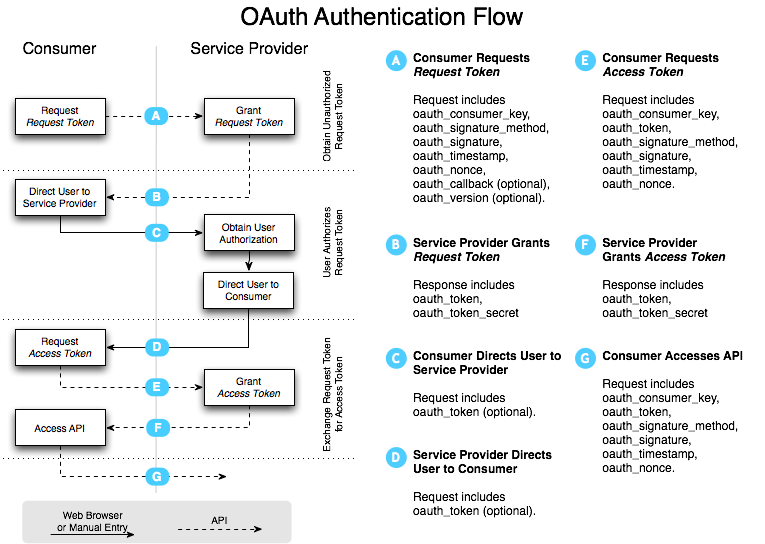 OAuth Authentication Flow
Consumer
Service Provider
Request
Request Token
A
Grant
Request Token
Obtain Unauthorized
Request Token
Direct User to
Service Provider
B
C
Obtain User
Authorization
Direct User to
Consumer
User Authorizes
Request Token
Request
Access Token
D
E
Grant
Access Token
Access API
F
Exchange Request Token
for Access Token
G
Web Browser
or Manual Entry
API
A
Consumer Requests
Request Token
Request includes
oauth_consumer_key,
oauth_signature_method,
oauth_signature,
oauth_timestamp,
oauth_nonce,
oauth_callback (optional),
oauth_version (optional).
B
Service Provider Grants
Request Token
Response includes
oauth_token,
oauth_token_secret
C
Consumer Directs User to
Service Provider
Request includes
oauth_token (optional).
D
Service Provider Directs
User to Consumer
Request includes
oauth_token (optional).
E
Consumer Requests
Access Token
Request includes
oauth_consumer_key,
oauth_token,
oauth_signature_method,
oauth_signature,
oauth_timestamp,
oauth_nonce.
F
Service Provider
Grants Access Token
Response includes
oauth_token,
oauth_token_secret
G
Consumer Accesses API
Request includes
oauth_consumer_key,
oauth_token,
oauth_signature_method,
oauth_signature,
oauth_timestamp,
oauth_nonce.